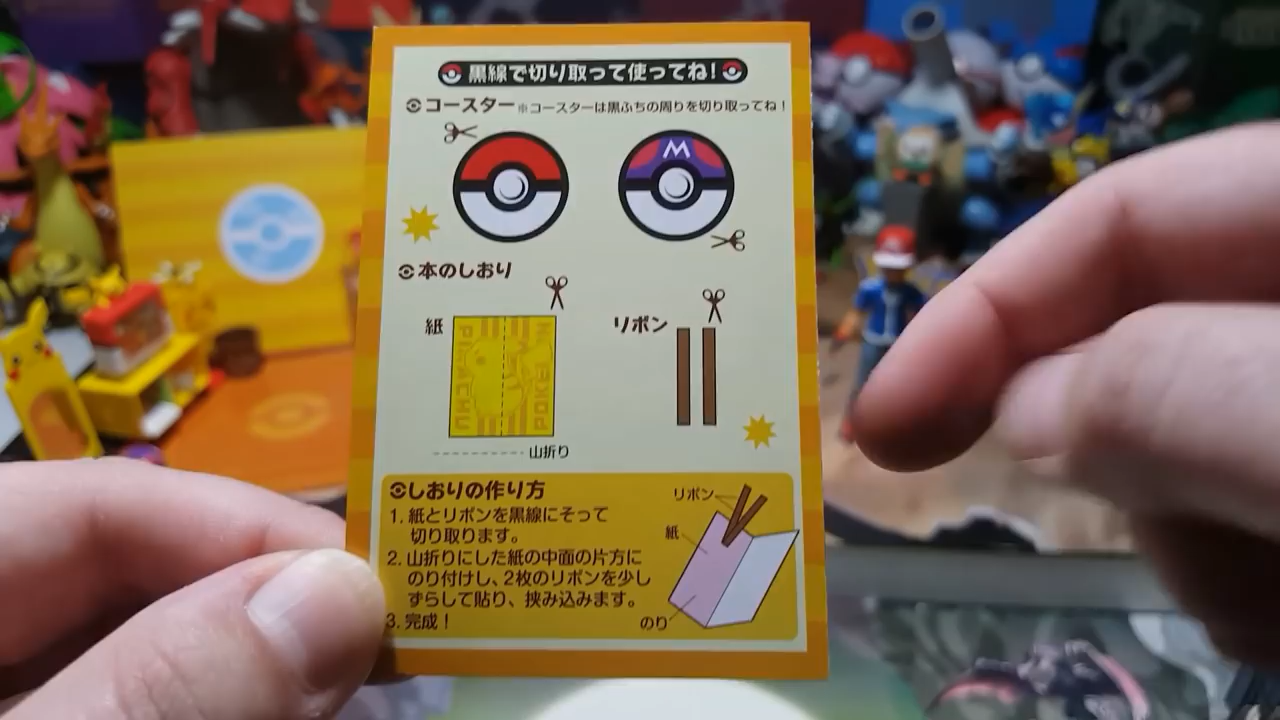 黒線で切り取って使ってね!
コースター ※コースターは黒ふちの周りを切り取ってね!
M
本のしおり
紙
リボン
PIKACHU
山折り
しおりの作り方
1. 紙とリボンを黒線にそって
切り取ります。
2. 山折りにした紙の中面の片方に
のり付けし、2枚のリボンを少し
ずらして貼り、挟み込みます。
3. 完成!
リボン
紙
のり